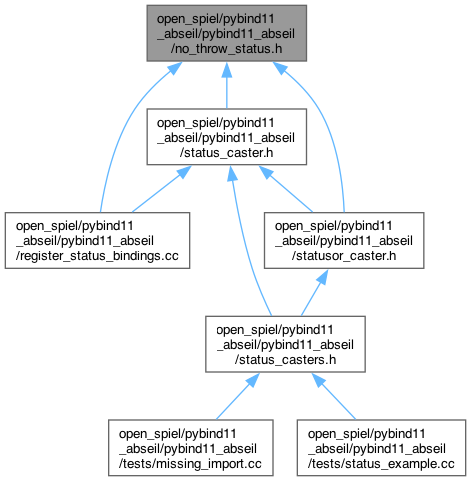 open_spiel/pybind11
_abseil/pybind11_abseil
/no_throw_status.h
open_spiel/pybind11
_abseil/pybind11_abseil
/status_caster.h
open_spiel/pybind11
_abseil/pybind11_abseil
/register_status_bindings.cc
open_spiel/pybind11
_abseil/pybind11_abseil
/statusor_caster.h
open_spiel/pybind11
_abseil/pybind11_abseil
/status_casters.h
open_spiel/pybind11
_abseil/pybind11_abseil
/tests/missing_import.cc
open_spiel/pybind11
_abseil/pybind11_abseil
/tests/status_example.cc